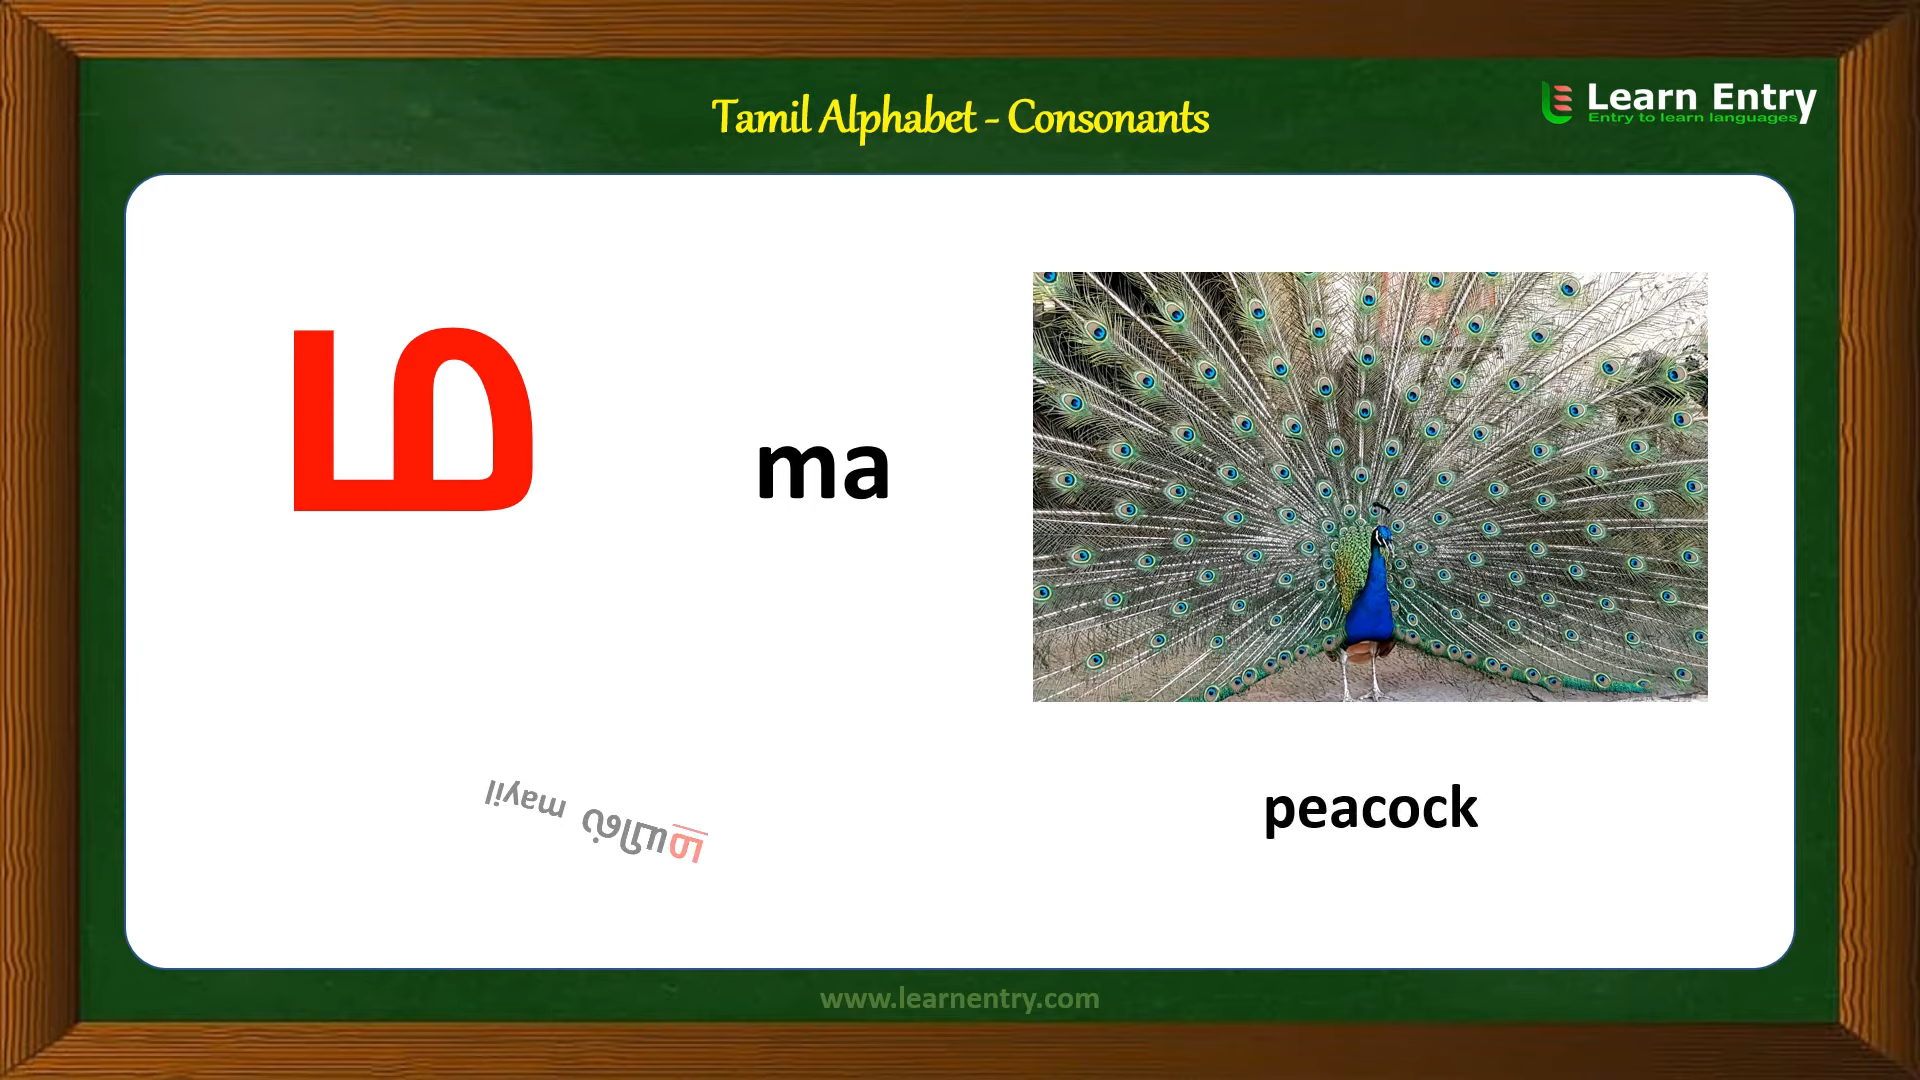 Tamil Alphabet - Consonants
Learn Entry
Entry to learn languages
ம
ma
மயில் mayil
peacock
www.learnentry.com